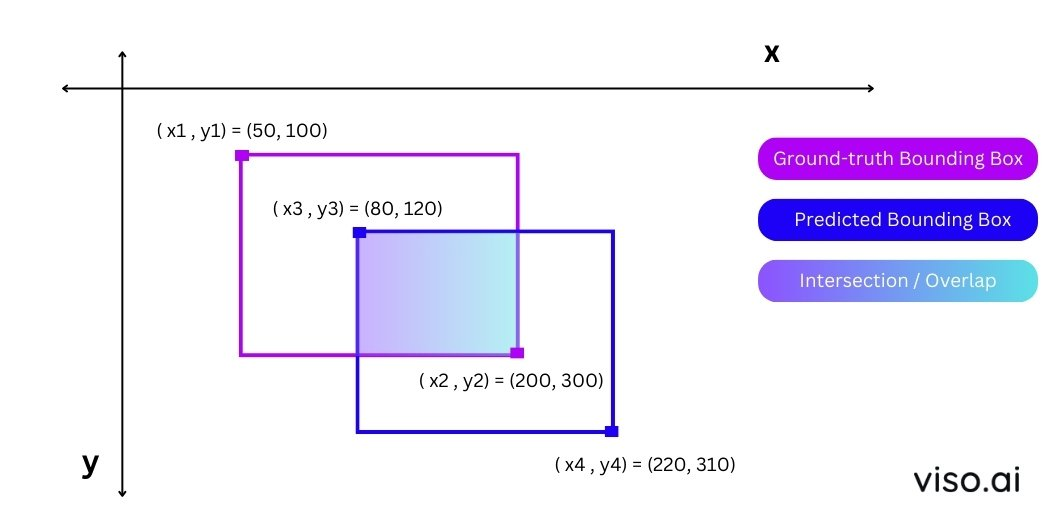 x
( x1 , y1) = (50, 100)
Ground-truth Bounding Box
( x3 , y3) = (80, 120)
Predicted Bounding Box
Intersection / Overlap
( x2 , y2) = (200, 300)
y
( x4 , y4) = (220, 310)
viso.ai